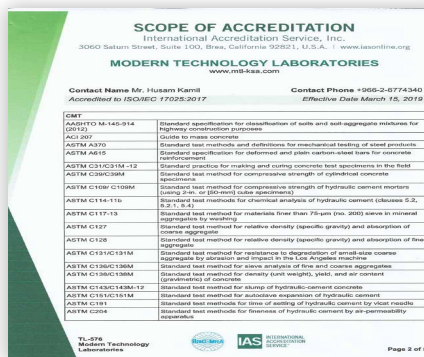 SCOPE OF ACCREDITATION
International Accreditation Service, Inc.
3060 Saturn Street, Suite 100, Brea, California 92821, U.S.A. / www.iasonline.org
MODERN TECHNOLOGY LABORATORIES
www.mtl-ksa.com
Contact Name Mr. Husam Kamil Contact Phone +966-2-6774340
Accredited to ISO/IEC 17025:2017 Effective Date March 15, 2019
CMT
AASHTO M-145-914 Standard specification for classification of soils and soil-aggregate mixtures for
(2012) highway construction purposes
ACI 207 Guide to mass concrete
ASTM A370 Standard test methods and definitions for mechanical testing of steel products
ASTM A615 Standard specification for deformed and plain carbon-steel bars for concrete
reinforcement
ASTM C31/C31M -12 Standard practice for making and curing concrete test specimens in the field
ASTM C39/C39M Standard test method for compressive strength of cylindrical concrete
specimens
ASTM C109/ C109M Standard test method for compressive strength of hydraulic cement mortars
(using 2-in. or [50-mm] cube specimens)
ASTM C114-11b Standard test methods for chemical analysis of hydraulic cement (clauses 5.2,
5.2.1, 5.4)
ASTM C117-13 Standard test method for materials finer than 75-μm (no. 200) sieve in mineral
aggregates by washing
ASTM C127 Standard test method for relative density (specific gravity) and absorption of
coarse aggregate
ASTM C128 Standard test method for relative density (specific gravity) and absorption of fine
aggregate
ASTM C131/C131M Standard test method for resistance to degradation of small-size coarse
aggregate by abrasion and impact in the Los Angeles machine
ASTM C136/C136M Standard test method for sieve analysis of fine and coarse aggregates
ASTM C138/C138M Standard test method for density (unit weight), yield, and air content
(gravimetric) of concrete
ASTM C143/C143M-12 Standard test method for slump of hydraulic-cement concrete
ASTM C151/C151M Standard test method for autoclave expansion of hydraulic cement
ASTM C191 Standard test methods for time of setting of hydraulic cement by vicat needle
ASTM C204 Standard test methods for fineness of hydraulic cement by air-permeability
apparatus
TL-576
Modern Technology
Laboratories
ilac-MRA
IAS INTERNATIONAL
ACCREDITATION
SERVICE
Page 2 of